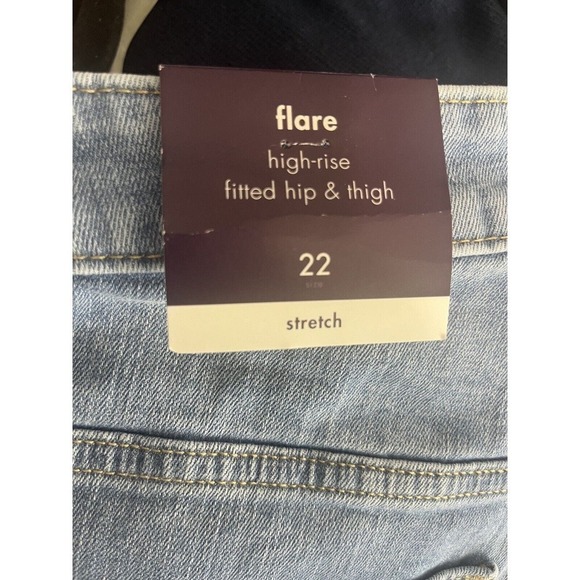 flare
high-rise
fitted hip & thigh
22
stretch